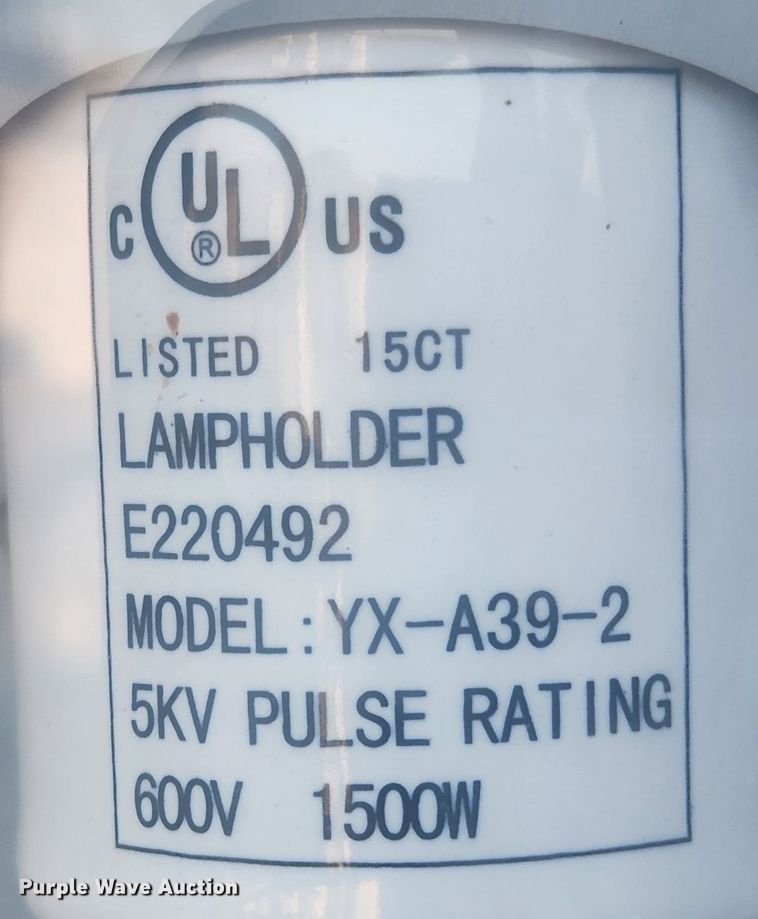 C UL® US
LISTED 15CT
LAMPHOLDER
E220492
MODEL:YX-A39-2
5KV PULSE RATING
600V 1500W
Purple Wave Auction